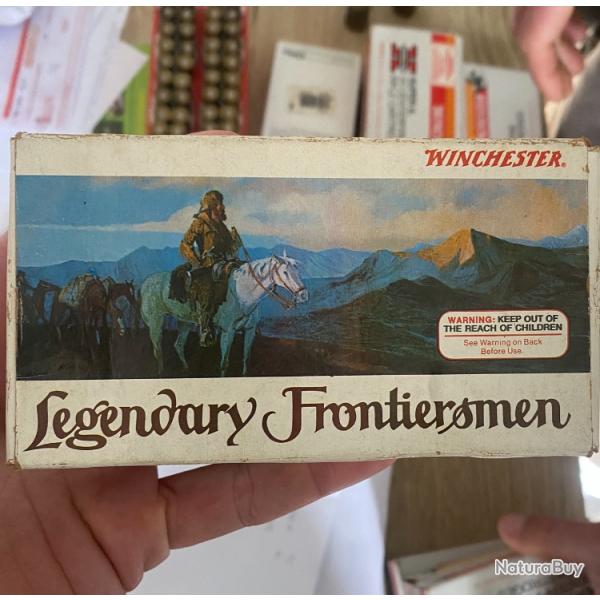 WINCHESTER®
WARNING: KEEP OUT OF
THE REACH OF CHILDREN
See Warning on Back
Before Use.
Legendary Frontiersmen
NaturaBuy